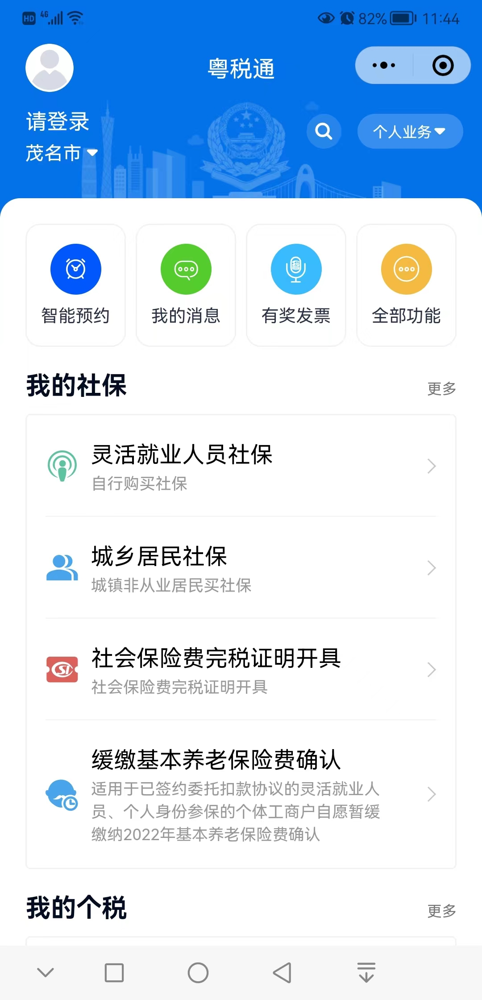 HD 4G 82% 11:44
粤税通
请登录
茂名市
个人业务
智能预约
我的消息
税
有奖发票
全部功能
我的社保
更多
灵活就业人员社保
自行购买社保
城乡居民社保
城镇非从业居民买社保
SI
社会保险费完税证明开具
社会保险费完税证明开具
缓缴基本养老保险费确认
适用于已签约委托扣款协议的灵活就业人
员、个人身份参保的个体工商户自愿暂缓
缴纳2022年基本养老保险费确认
我的个税
更多